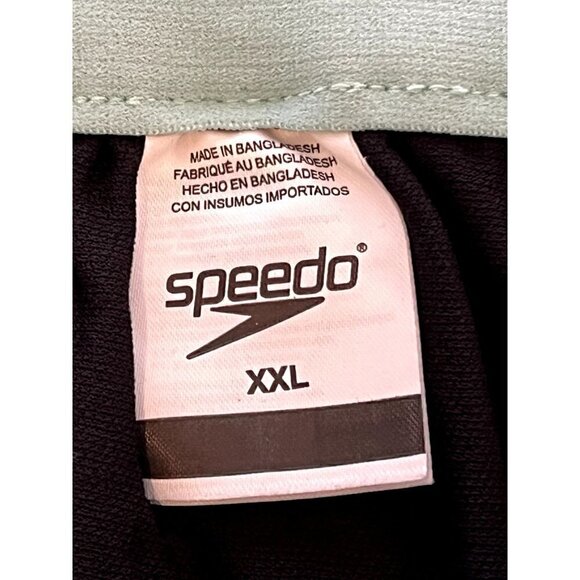 MADE IN BANGLADESH
FABRIQUÉ AU BANGLADESH
HECHO EN BANGLADESH
CON INSUMOS IMPORTADOS
speedo®
XXL